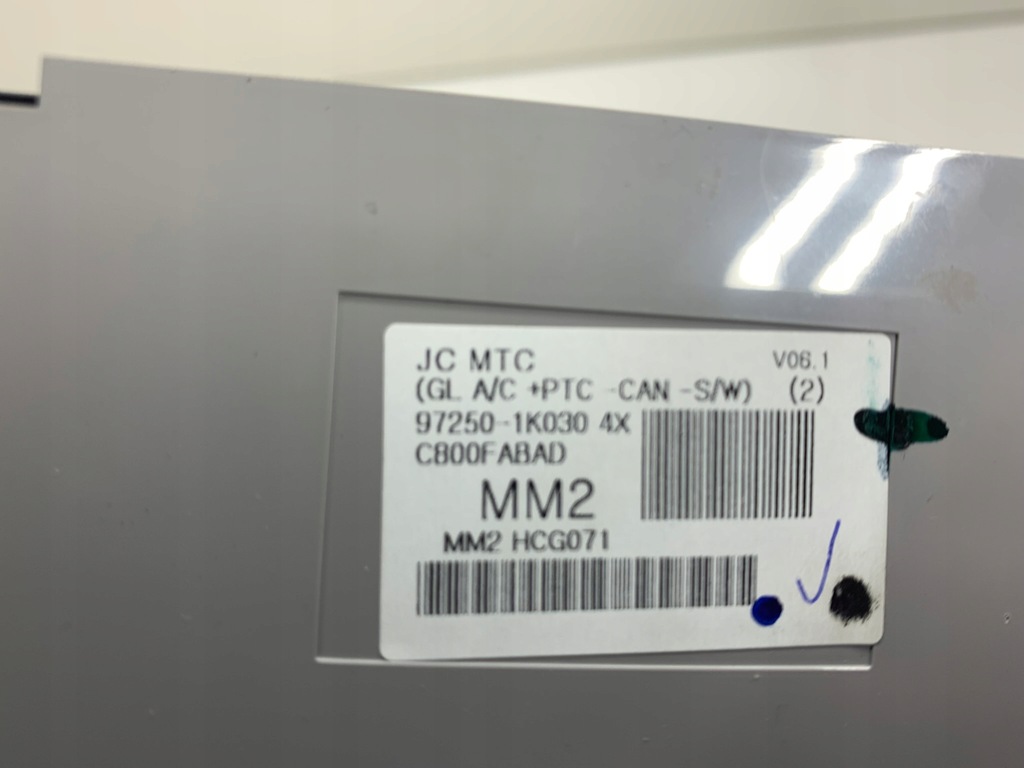 JC MTC V06.1
(GL A/C +PTC -CAN -S/W) (2)
97250-1K030 4X
C800FABAD
MM2
MM2 HCG071